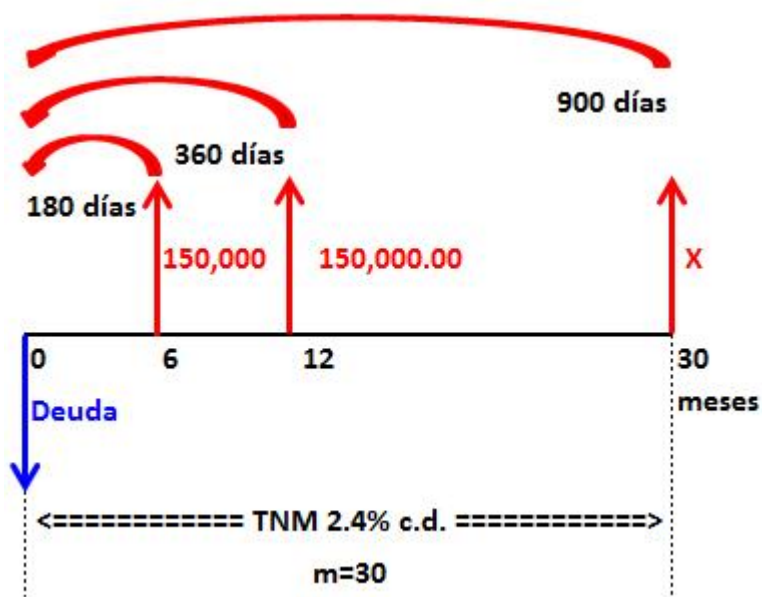 900 días
360 días
180 días
150,000 150,000.00 X
0 6 12 30
Deuda meses
<============ TNM 2.4% c.d. ============>
m=30